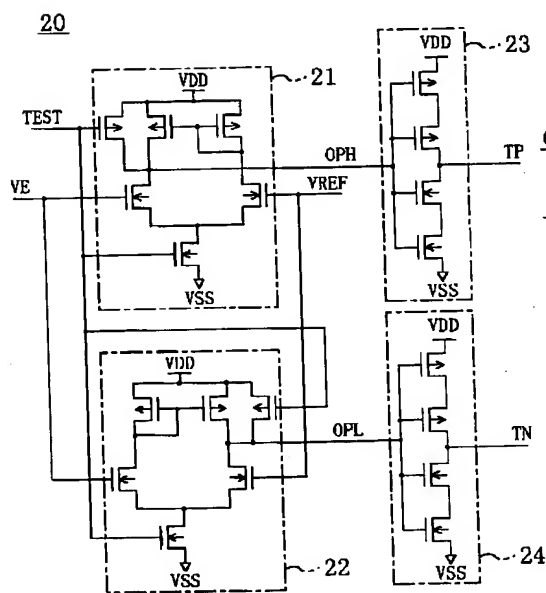 20
23
VDD
21
VDD
TEST
OPH
TP
VE
VREF
VSS
VSS
VDD
VDD
OPL
TN
VSS
22
VSS
24